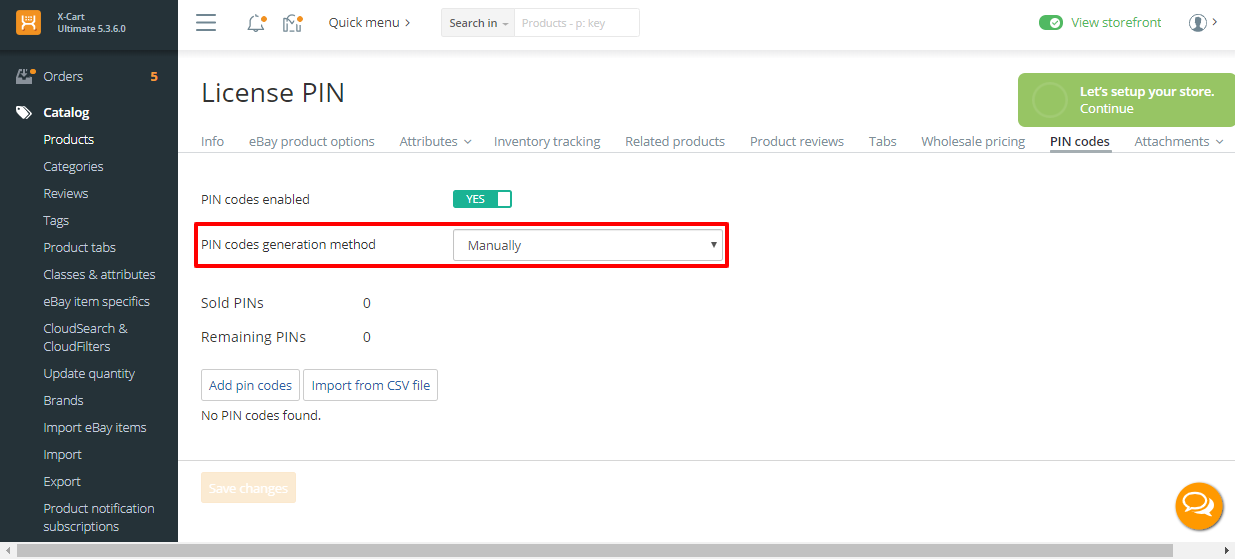 X-Cart
Ultimate 5.3.6.0
Quick menu
Search in
Products - p: key
View storefront
Orders 5
Catalog
Products
Categories
Reviews
Tags
Product tabs
Classes & attributes
eBay item specifics
CloudSearch &
CloudFilters
Update quantity
Brands
Import eBay items
Import
Export
Product notification
subscriptions
License PIN
Let's setup your store.
Continue
Info eBay product options Attributes Inventory tracking Related products Product reviews Tabs Wholesale pricing PIN codes Attachments
PIN codes enabled YES
PIN codes generation method Manually
Sold PINs 0
Remaining PINs 0
Add pin codes Import from CSV file
No PIN codes found.
Save changes